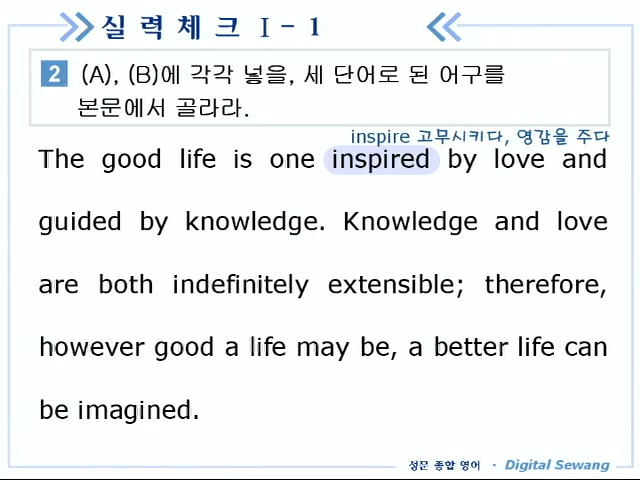 실력체크 I - 1
2 (A), (B)에 각각 넣을, 세 단어로 된 어구를
본문에서 골라라.
inspire 고무시키다, 영감을 주다
The good life is one inspired by love and
guided by knowledge. Knowledge and love
are both indefinitely extensible; therefore,
however good a life may be, a better life can
be imagined.
성문 종합 영어 · Digital Sewang